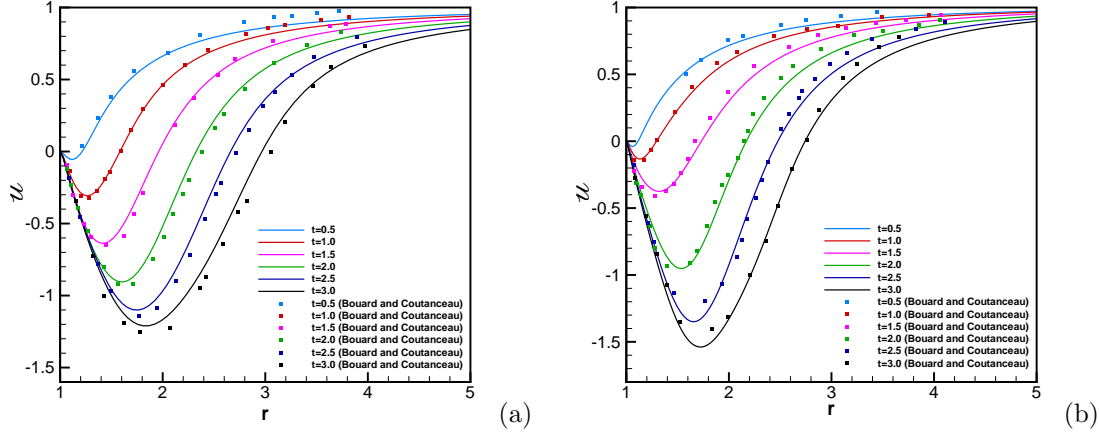 1
0.5
0
-0.5
-1
-1.5
u
1
2
3
4
5
r
t=0.5
t=1.0
t=1.5
t=2.0
t=2.5
t=3.0
t=0.5 (Bouard and Coutanceau)
t=1.0 (Bouard and Coutanceau)
t=1.5 (Bouard and Coutanceau)
t=2.0 (Bouard and Coutanceau)
t=2.5 (Bouard and Coutanceau)
t=3.0 (Bouard and Coutanceau)
(a)
1
0.5
0
-0.5
-1
-1.5
u
1
2
3
4
5
r
t=0.5
t=1.0
t=1.5
t=2.0
t=2.5
t=3.0
t=0.5 (Bouard and Coutanceau)
t=1.0 (Bouard and Coutanceau)
t=1.5 (Bouard and Coutanceau)
t=2.0 (Bouard and Coutanceau)
t=2.5 (Bouard and Coutanceau)
t=3.0 (Bouard and Coutanceau)
(b)